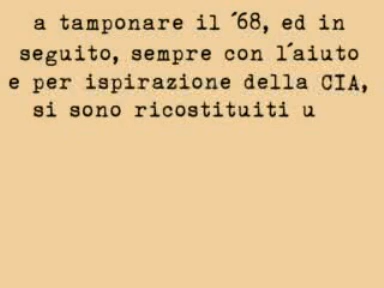 a tamponare il ´68, ed in
seguito, sempre con l´aiuto
e per ispirazione della CIA,
si sono ricostituiti u